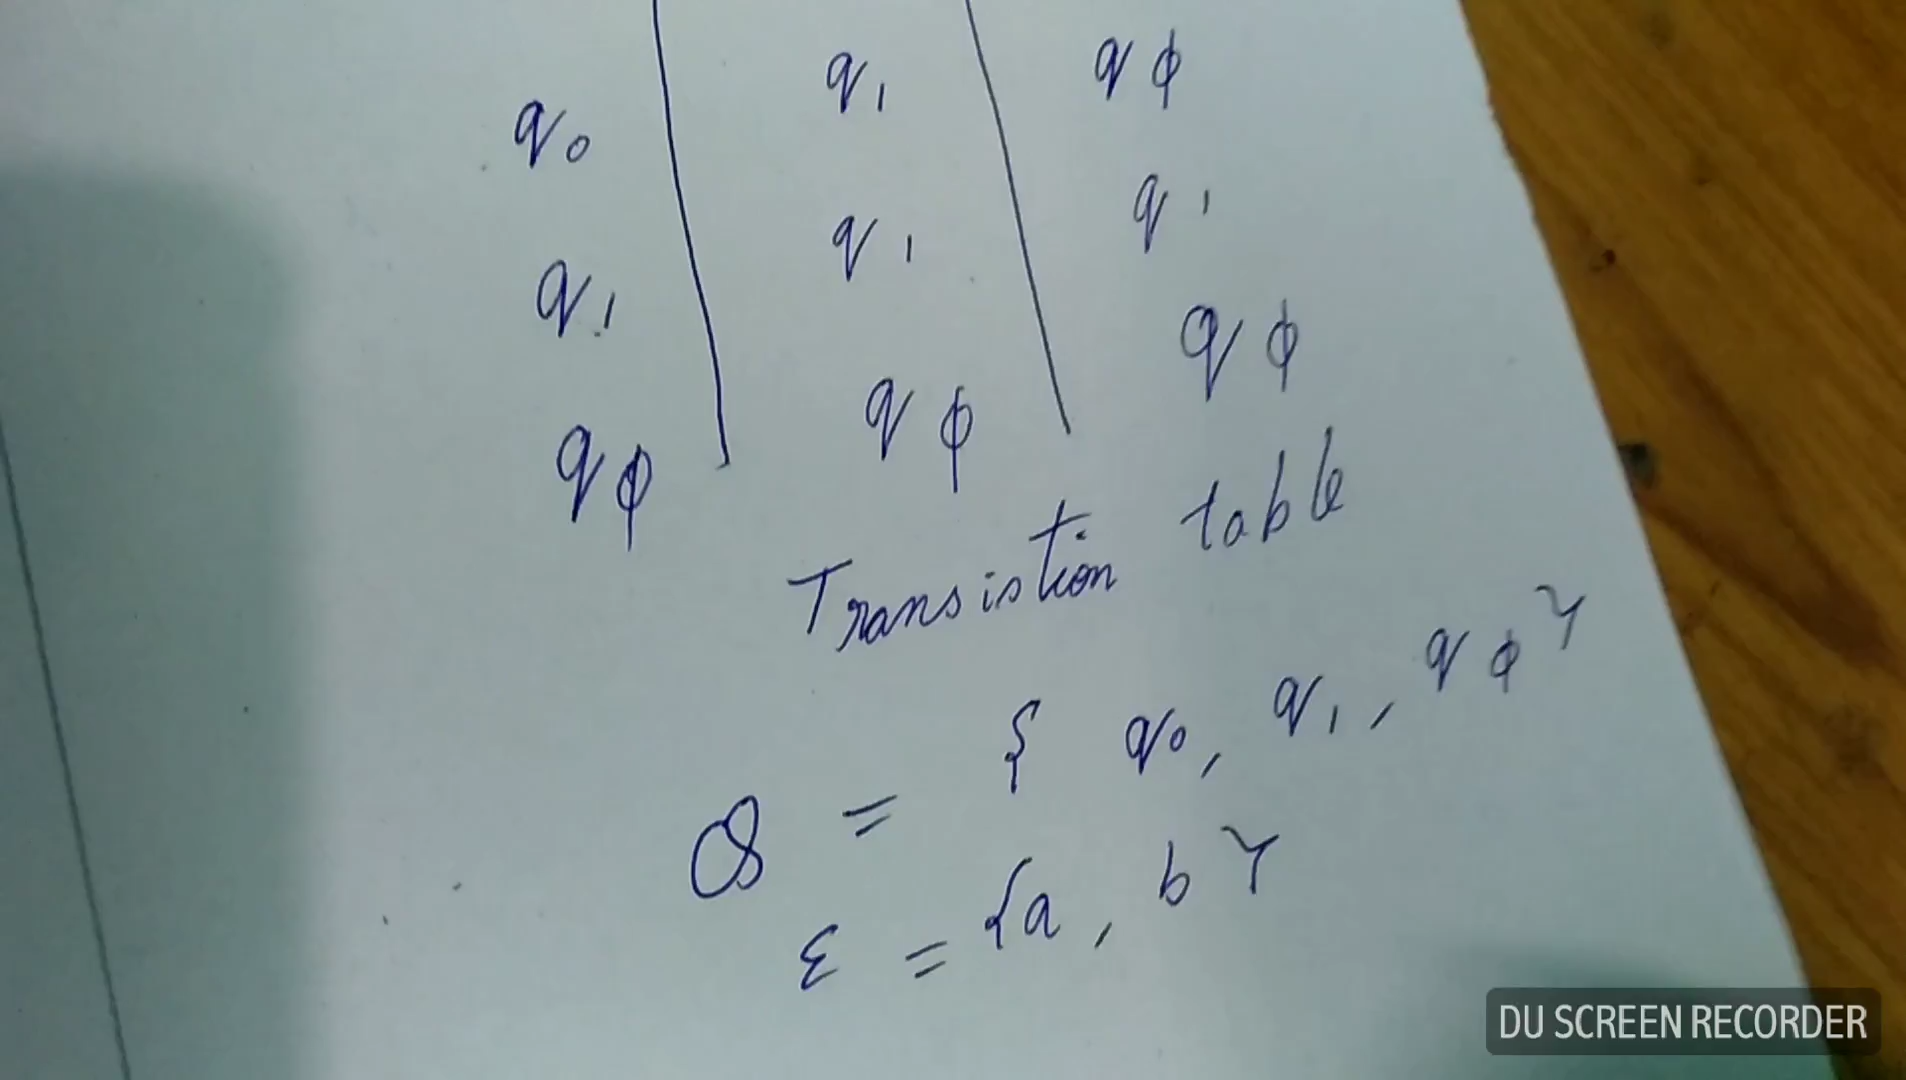 q0 q1 qϕ
q1 q1 q1
qϕ qϕ qϕ
Transistion table
Q = { q0, q1, qϕ }
Ɛ = {a, b }
DU SCREEN RECORDER